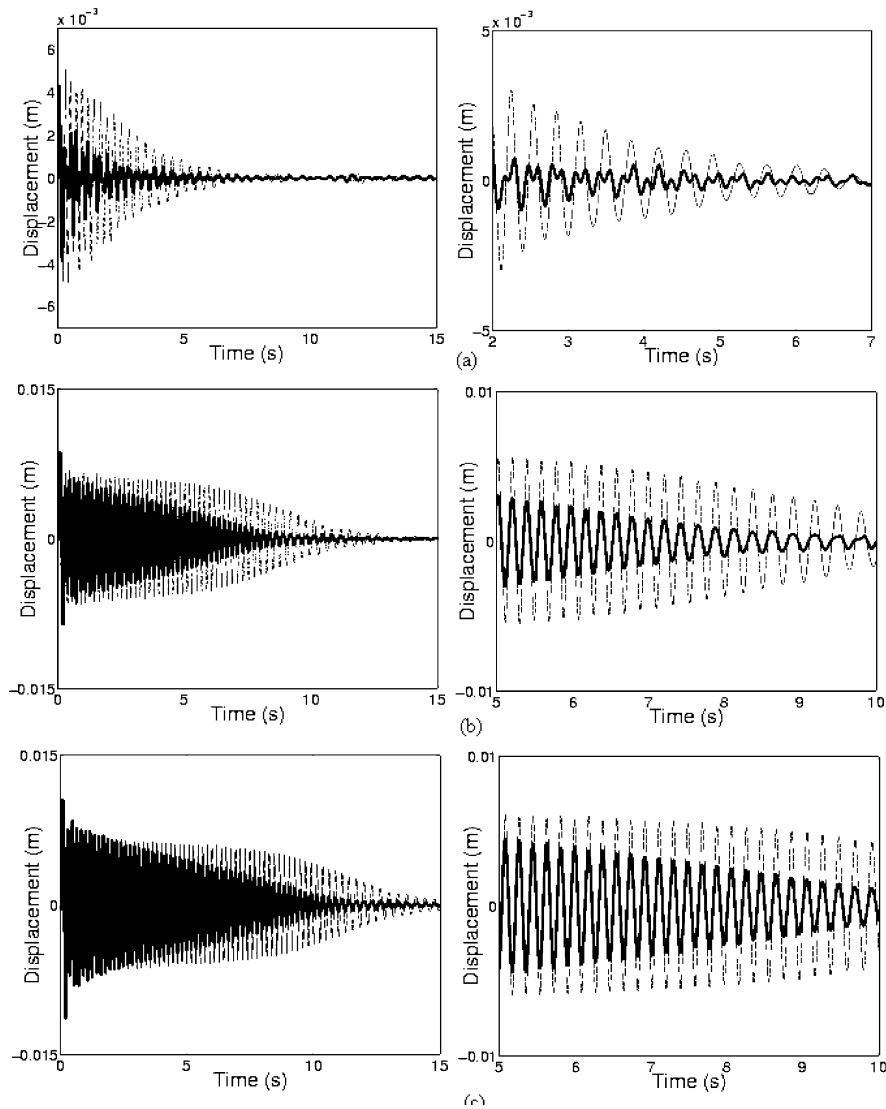 x 10⁻³
6
4
2
0
−2
−4
−6
Displacement (m)
0 5 10 15
Time (s)
x 10⁻³
5
0
−5
Displacement (m)
2 3 4 5 6 7
Time (s)
(a)
0.015
0
−0.015
Displacement (m)
0 5 10 15
Time (s)
0.01
0
−0.01
Displacement (m)
5 6 7 8 9 10
Time (s)
(b)
0.015
0
−0.015
Displacement (m)
0 5 10 15
Time (s)
0.01
0
−0.01
Displacement (m)
5 6 7 8 9 10
Time (s)
(c)